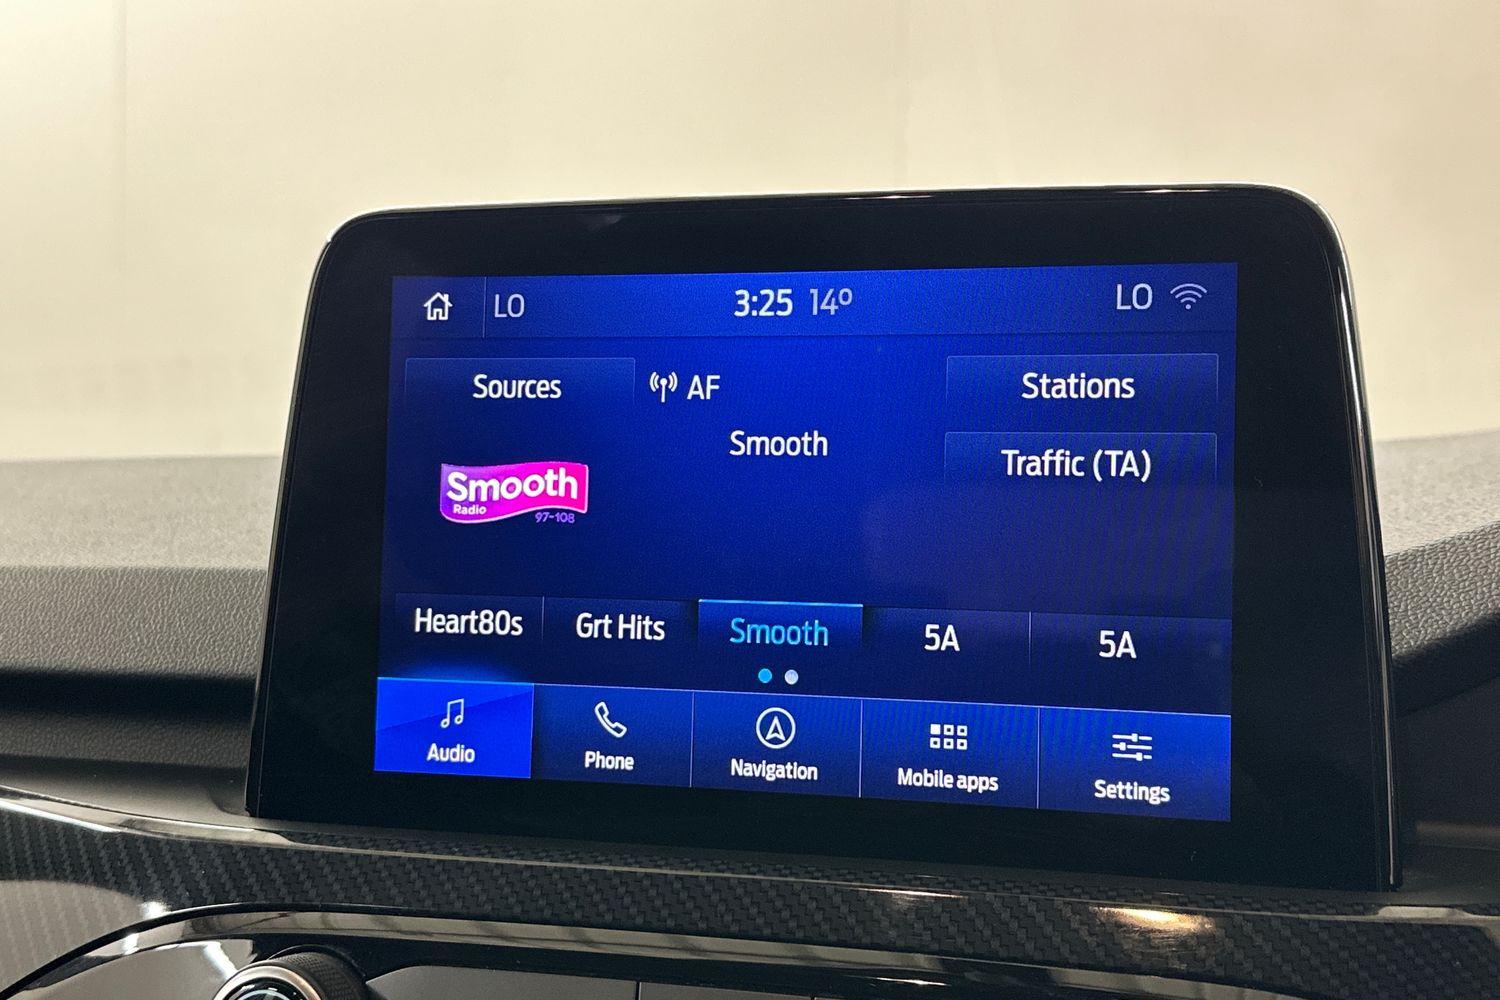 LO 3:25 14º LO
Sources AF Stations
Smooth
Traffic (TA)
Smooth
Radio
97-108
Heart80s Grt Hits Smooth 5A 5A
Audio Phone Navigation Mobile apps Settings